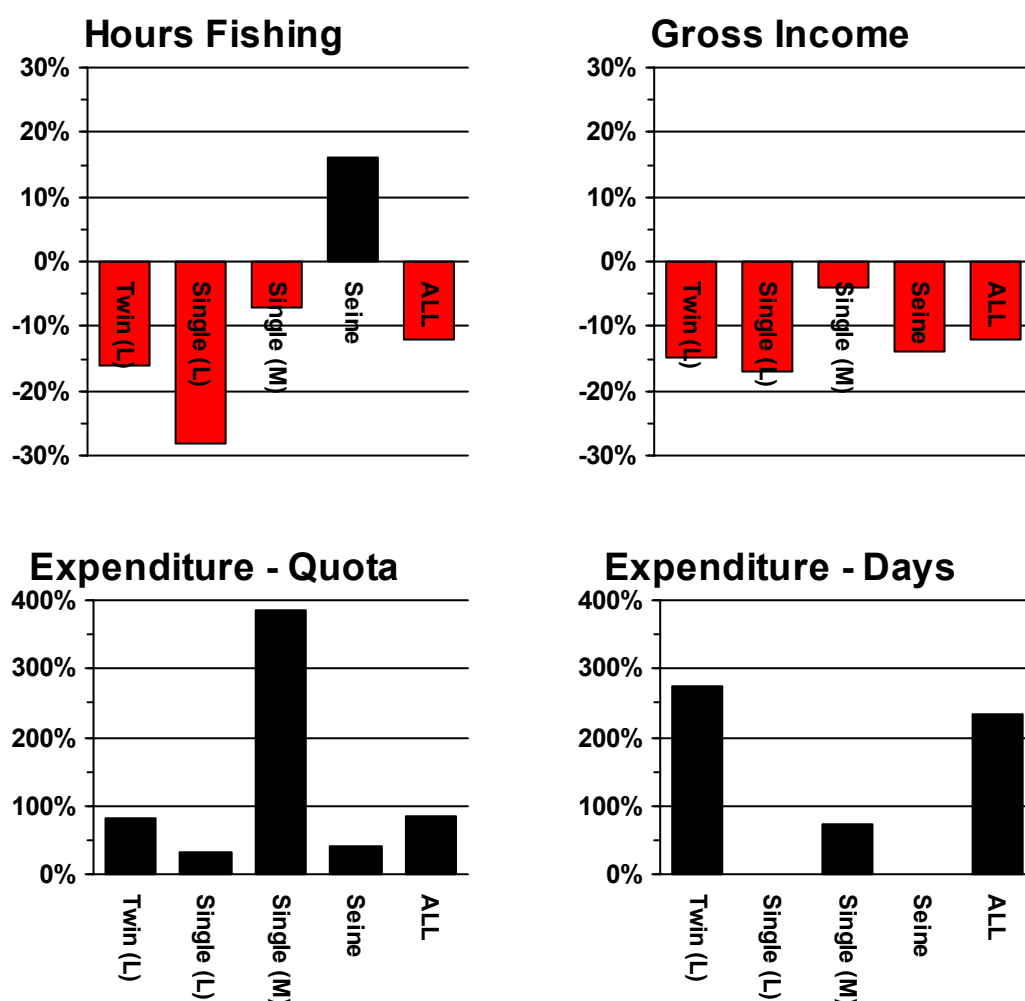 Hours Fishing
30%
20%
10%
0%
-10%
-20%
-30%
Twin (L)
Single (L)
Single (M)
Seine
ALL
Gross Income
30%
20%
10%
0%
-10%
-20%
-30%
Twin (L)
Single (L)
Single (M)
Seine
ALL
Expenditure - Quota
400%
300%
200%
100%
0%
Twin (L)
Single (L)
Single (M)
Seine
ALL
Expenditure - Days
400%
300%
200%
100%
0%
Twin (L)
Single (L)
Single (M)
Seine
ALL